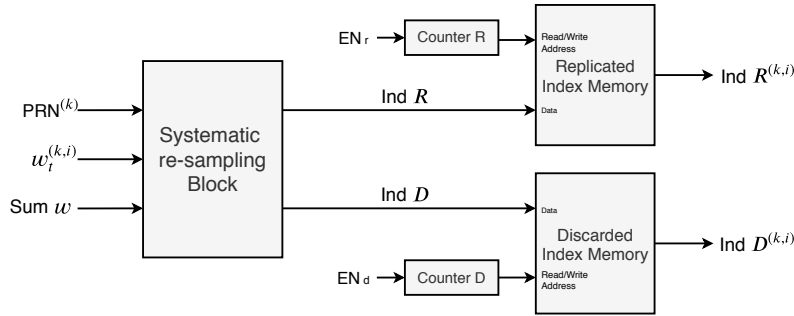 EN r
Counter R
Read/Write
Address
Replicated
Index Memory
Data
Ind R^(k,i)
PRN^(k)
w_t^(k,i)
Sum w
Systematic
re-sampling
Block
Ind R
Ind D
Data
Discarded
Index Memory
Read/Write
Address
EN d
Counter D
Ind D^(k,i)